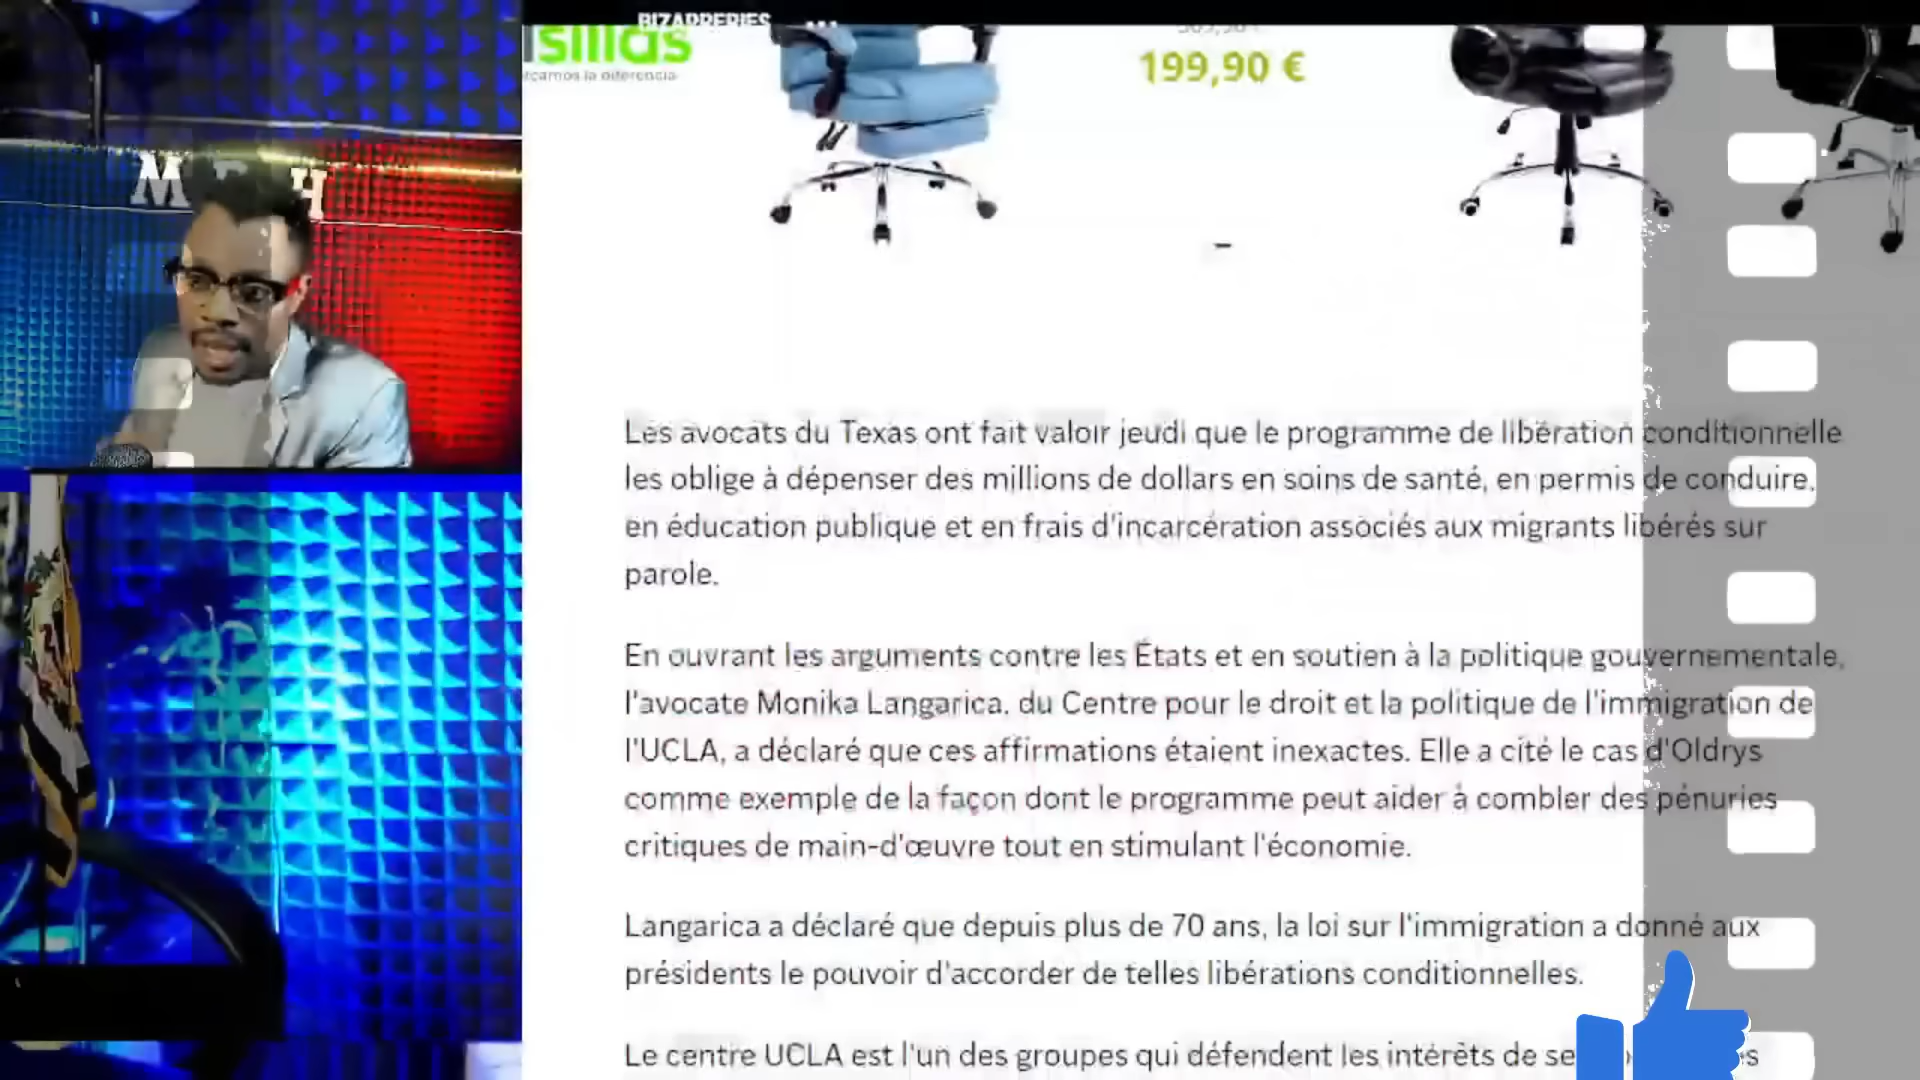 BIZARRERIES
sillas
rçamos la diferencia
199,90 €
M H
Les avocats du Texas ont fait valoir jeudi que le programme de libération conditionnelle
les oblige à dépenser des millions de dollars en soins de santé, en permis de conduire,
en éducation publique et en frais d'incarcération associés aux migrants libérés sur
parole.
En ouvrant les arguments contre les États et en soutien à la politique gouvernementale,
l'avocate Monika Langarica, du Centre pour le droit et la politique de l'immigration de
l'UCLA, a déclaré que ces affirmations étaient inexactes. Elle a cité le cas d'Oldrys
comme exemple de la façon dont le programme peut aider à combler des pénuries
critiques de main-d'œuvre tout en stimulant l'économie.
Langarica a déclaré que depuis plus de 70 ans, la loi sur l'immigration a donné aux
présidents le pouvoir d'accorder de telles libérations conditionnelles.
Le centre UCLA est l'un des groupes qui défendent les intérêts de